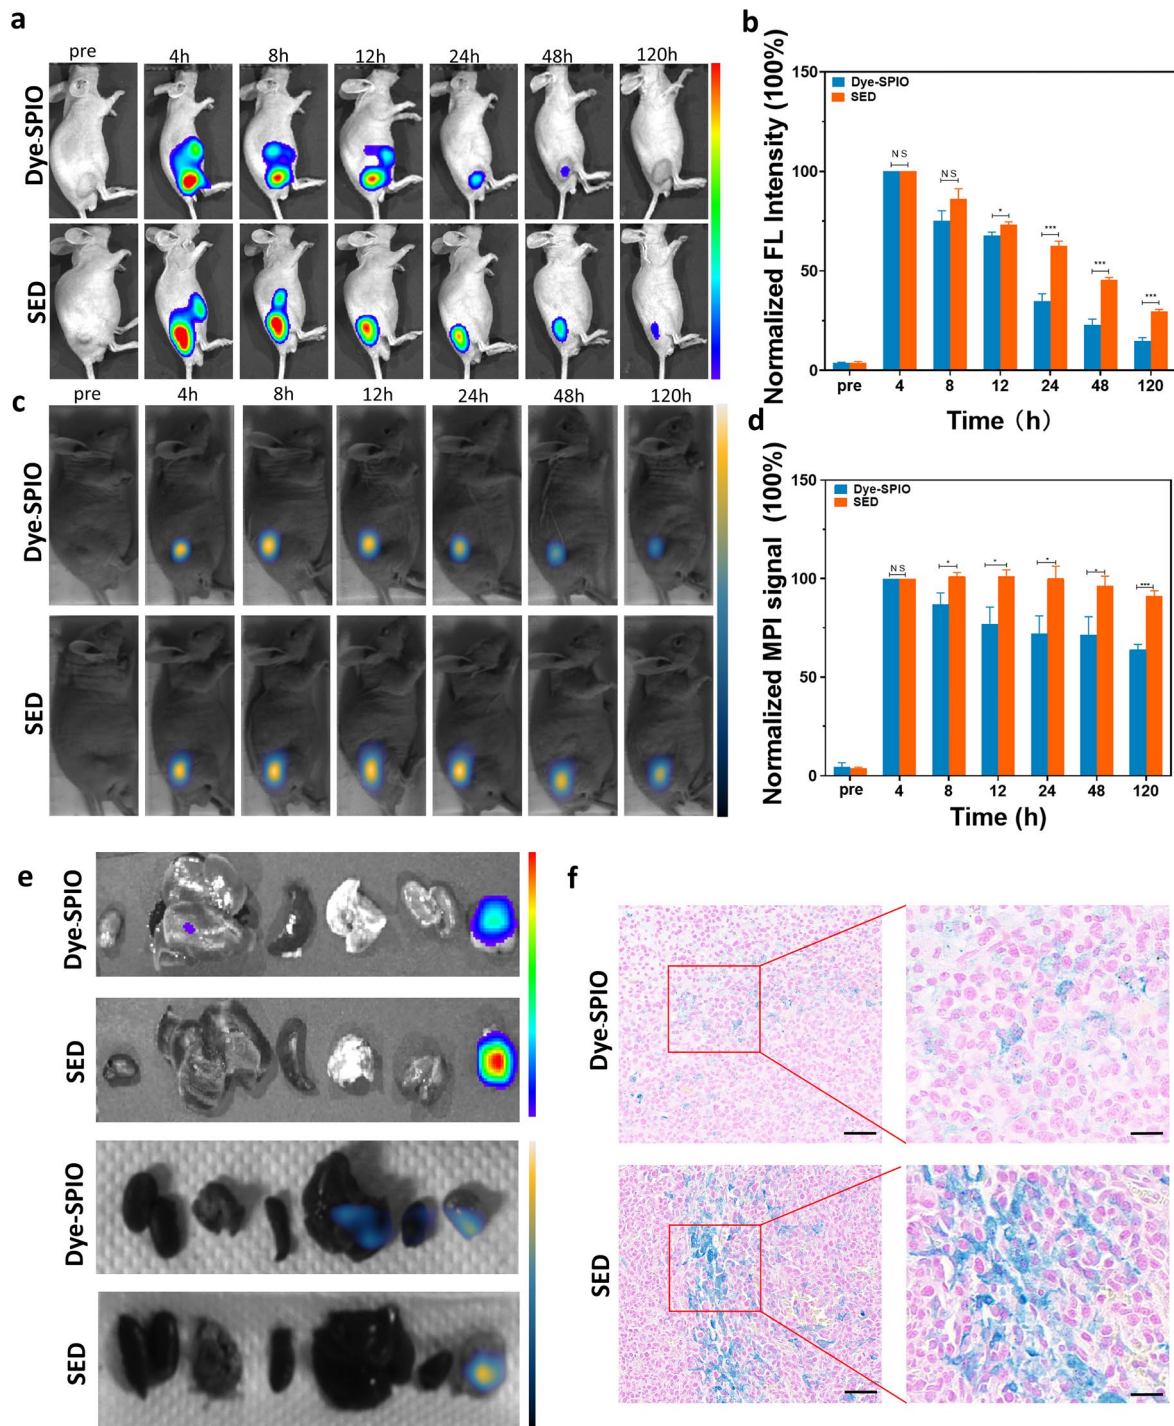 a
pre 4h 8h 12h 24h 48h 120h
Dye-SPIO
SED
b
Normalized FL Intensity (100%)
150
100
50
0
Dye-SPIO
SED
NS
NS
*
***
***
***
pre 4 8 12 24 48 120
Time (h)
c
pre 4h 8h 12h 24h 48h 120h
Dye-SPIO
SED
d
Normalized MPI signal (100%)
150
100
50
0
Dye-SPIO
SED
NS
*
*
*
*
***
pre 4 8 12 24 48 120
Time (h)
e
Dye-SPIO
SED
Dye-SPIO
SED
f
Dye-SPIO
SED